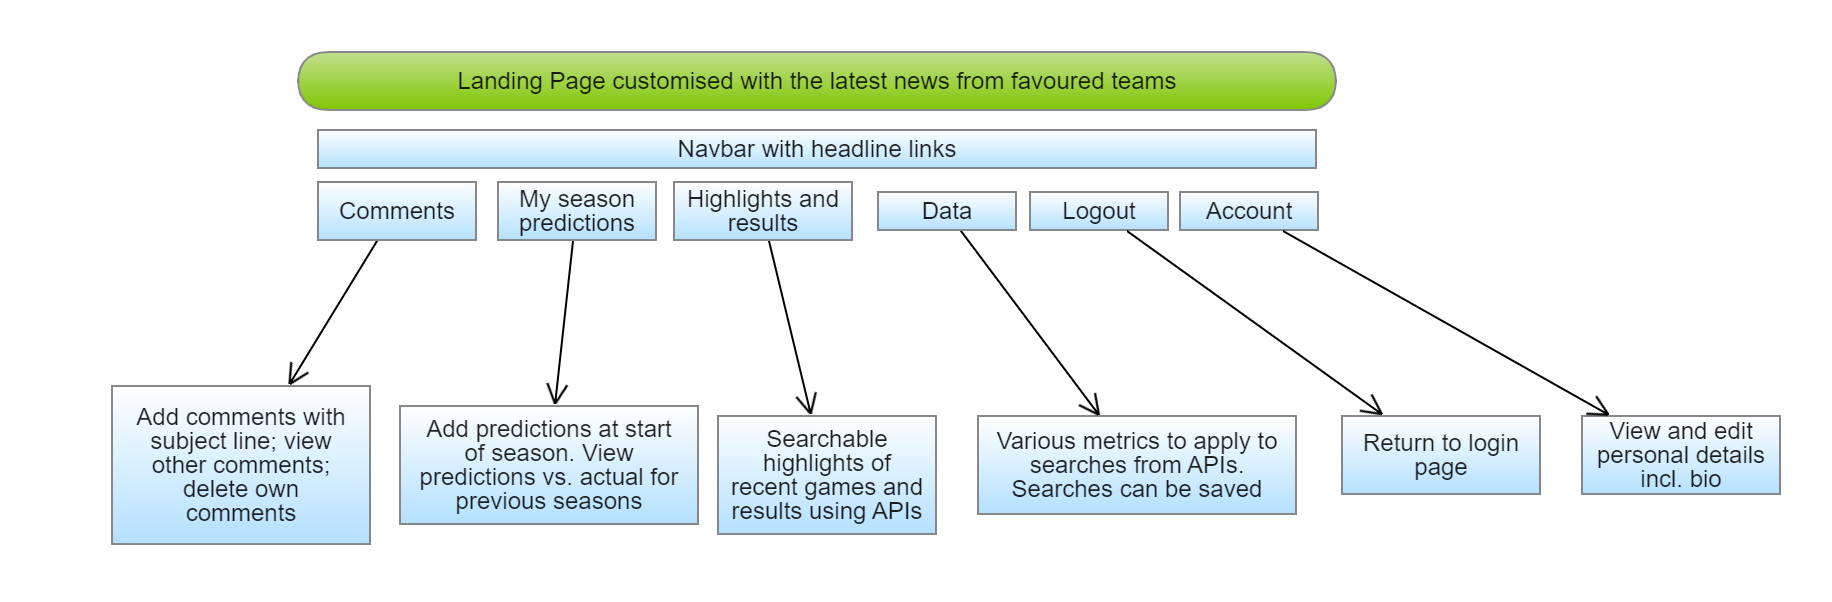 Landing Page customised with the latest news from favoured teams
Navbar with headline links
Comments
My season
predictions
Highlights and
results
Data
Logout
Account
Add comments with
subject line; view
other comments;
delete own
comments
Add predictions at start
of season. View
predictions vs. actual for
previous seasons
Searchable
highlights of
recent games and
results using APIs
Various metrics to apply to
searches from APIs.
Searches can be saved
Return to login
page
View and edit
personal details
incl. bio